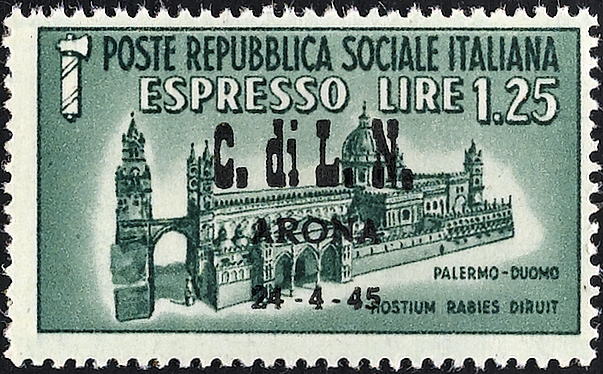 POSTE REPUBBLICA SOCIALE ITALIANA
ESPRESSO LIRE 1.25
C. di L. N.
ARONA
PALERMO-DUOMO
24-4-45
HOSTIUM RABIES DIRUIT